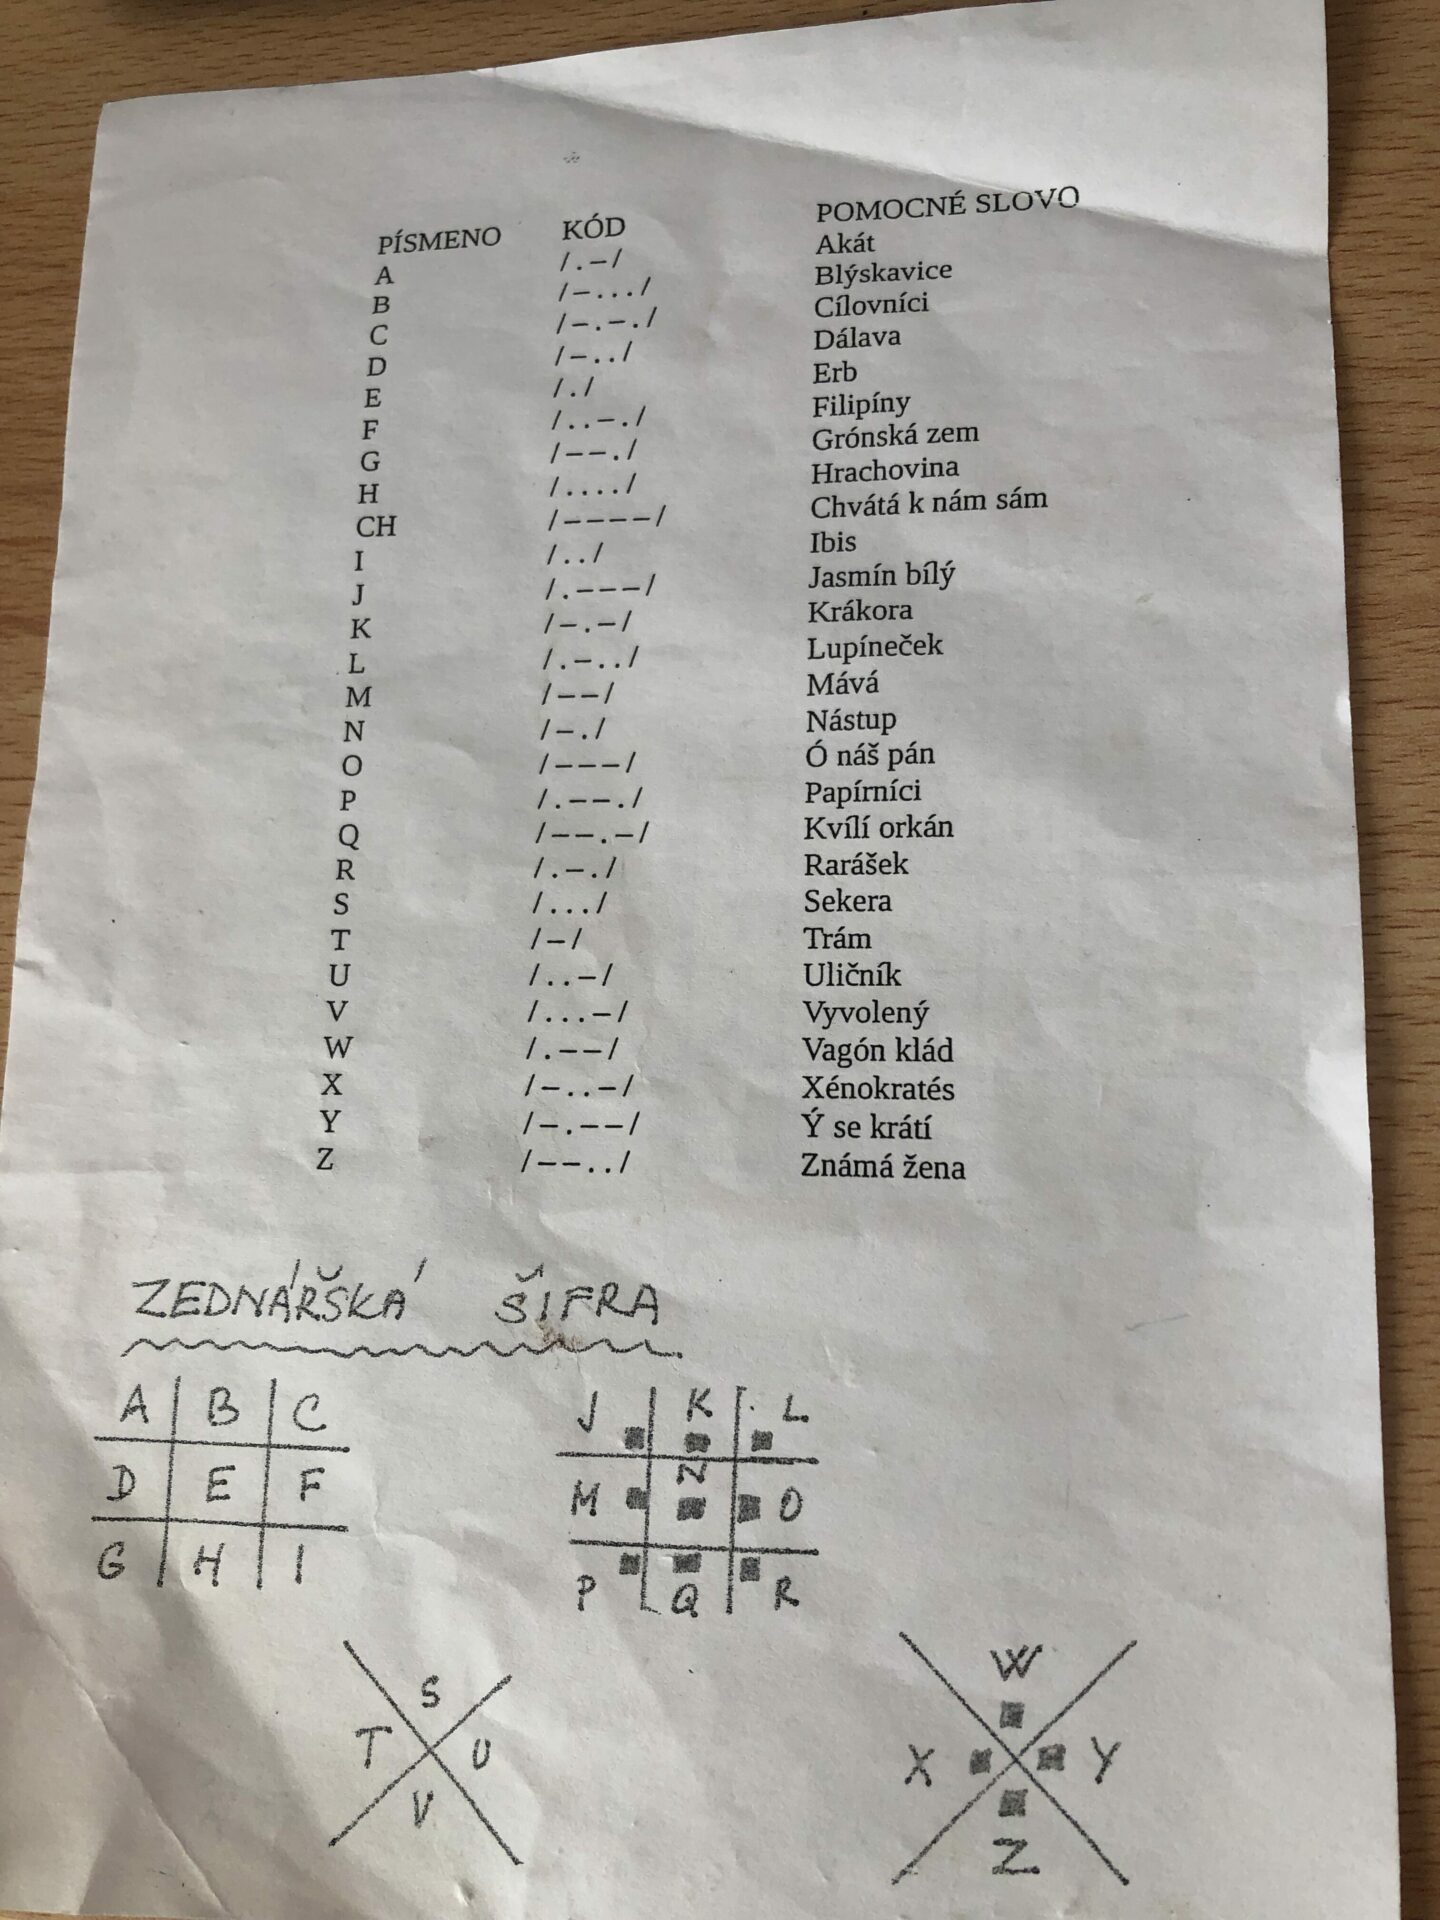 PÍSMENO KÓD POMOCNÉ SLOVO
A /.–/ Akát
B /–.../ Blýskavice
C /–.–./ Cílovníci
D /–../ Dálava
E /./ Erb
F /..–./ Filipíny
G /––./ Grónská zem
H /..../ Hrachovina
CH /––––/ Chvátá k nám sám
I /../ Ibis
J /.–––/ Jasmín bílý
K /–.–/ Krákora
L /.–../ Lupíneček
M /––/ Mává
N /–./ Nástup
O /–––/ Ó náš pán
P /.––./ Papírníci
Q /––.–/ Kvílí orkán
R /.–./ Rarášek
S /.../ Sekera
T /–/ Trám
U /..–/ Uličník
V /...–/ Vyvolený
W /.––/ Vagón klád
X /–..–/ Xénokratés
Y /–.––/ Ý se krátí
Z /––../ Známá žena
ZEDNÁŘSKÁ ŠIFRA
A B C J K L
D E F M N O
G H I P Q R
S W
T U X Y
V Z